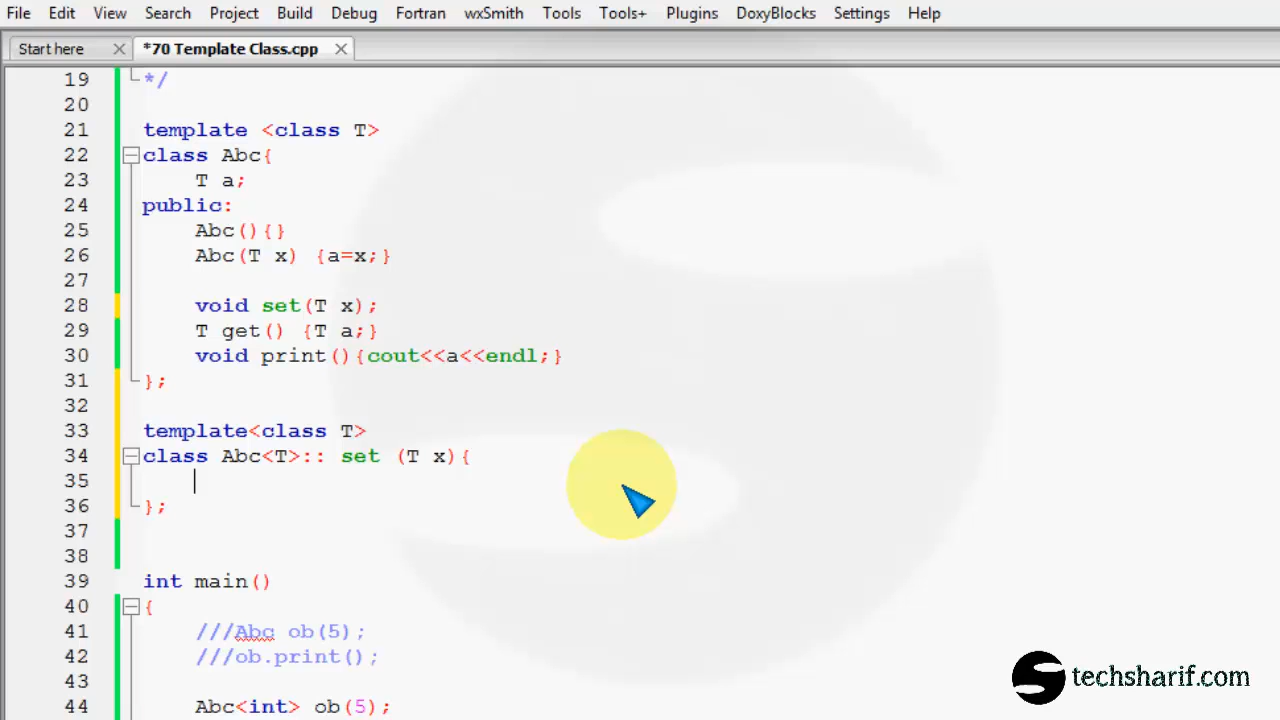 File Edit View Search Project Build Debug Fortran wxSmith Tools Tools+ Plugins DoxyBlocks Settings Help
Start here *70 Template Class.cpp
19 */
20
21 template <class T>
22 class Abc{
23 T a;
24 public:
25 Abc(){}
26 Abc(T x) {a=x;}
27
28 void set(T x);
29 T get() {T a;}
30 void print(){cout<<a<<endl;}
31 };
32
33 template<class T>
34 class Abc<T>:: set (T x){
35
36 };
37
38
39 int main()
40 {
41 ///Abc ob(5);
42 ///ob.print();
43
44 Abc<int> ob(5);
techsharif.com